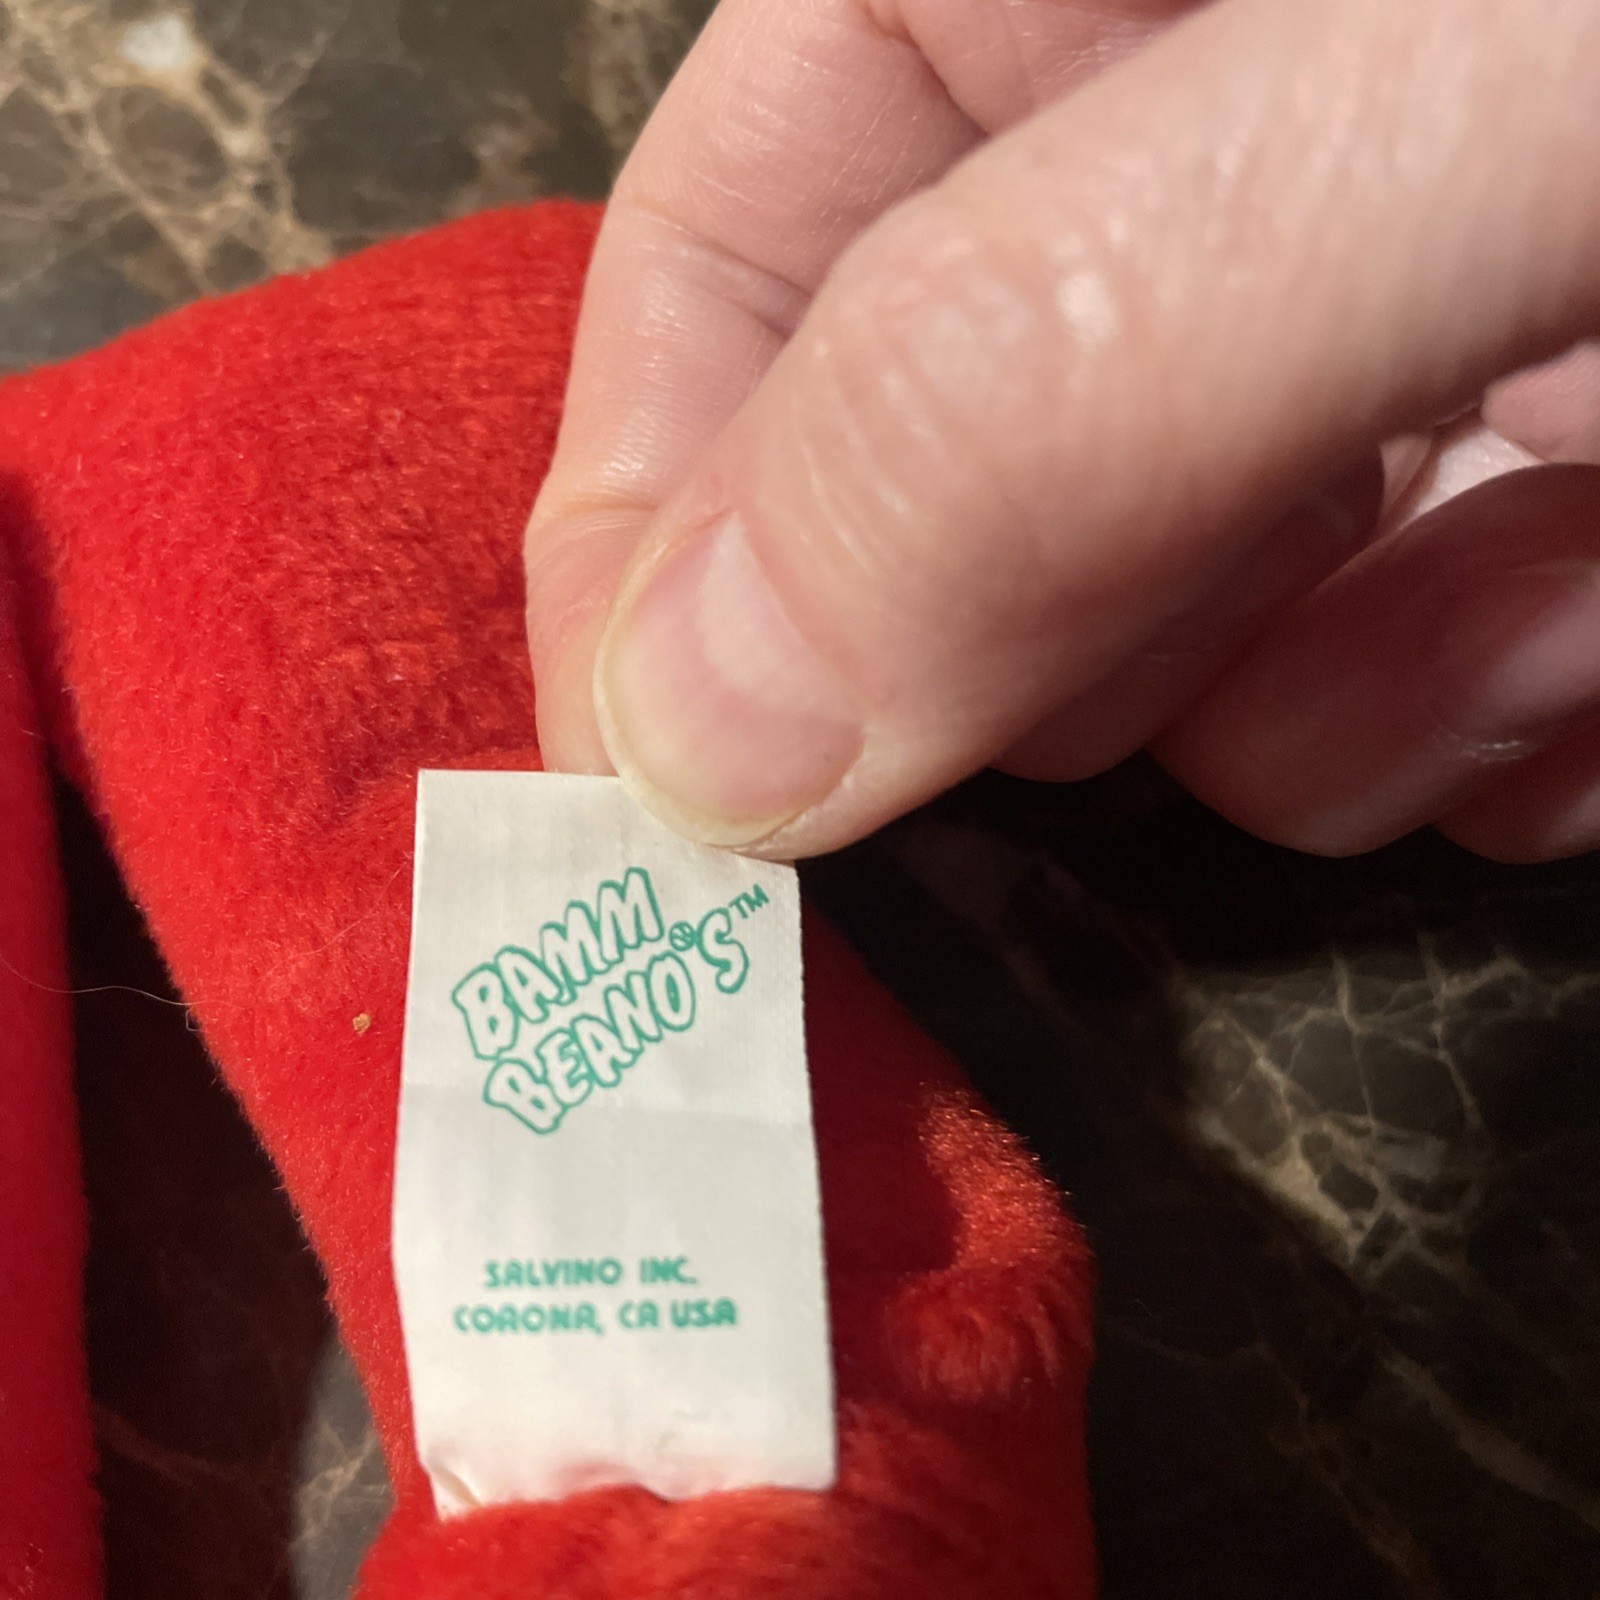 BAMM
BEANO'S™
SALVINO INC.
CORONA, CA USA